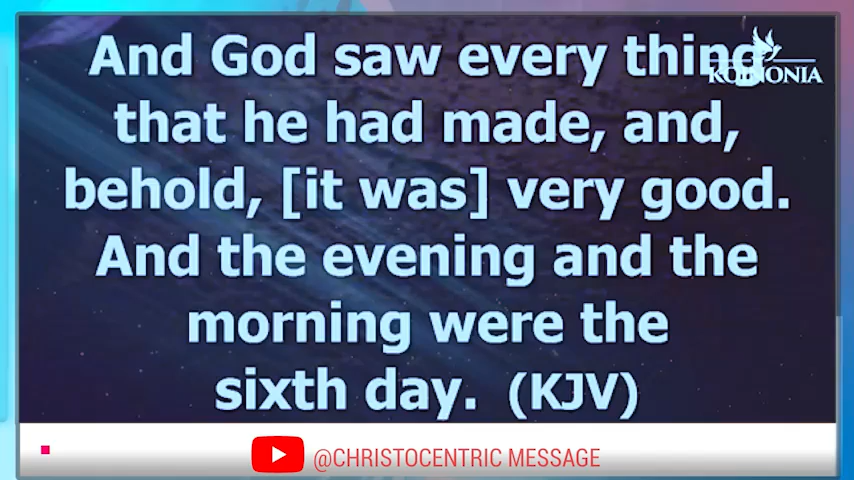 And God saw every thing
KOINONIA
that he had made, and,
behold, [it was] very good.
And the evening and the
morning were the
sixth day. (KJV)
@CHRISTOCENTRIC MESSAGE